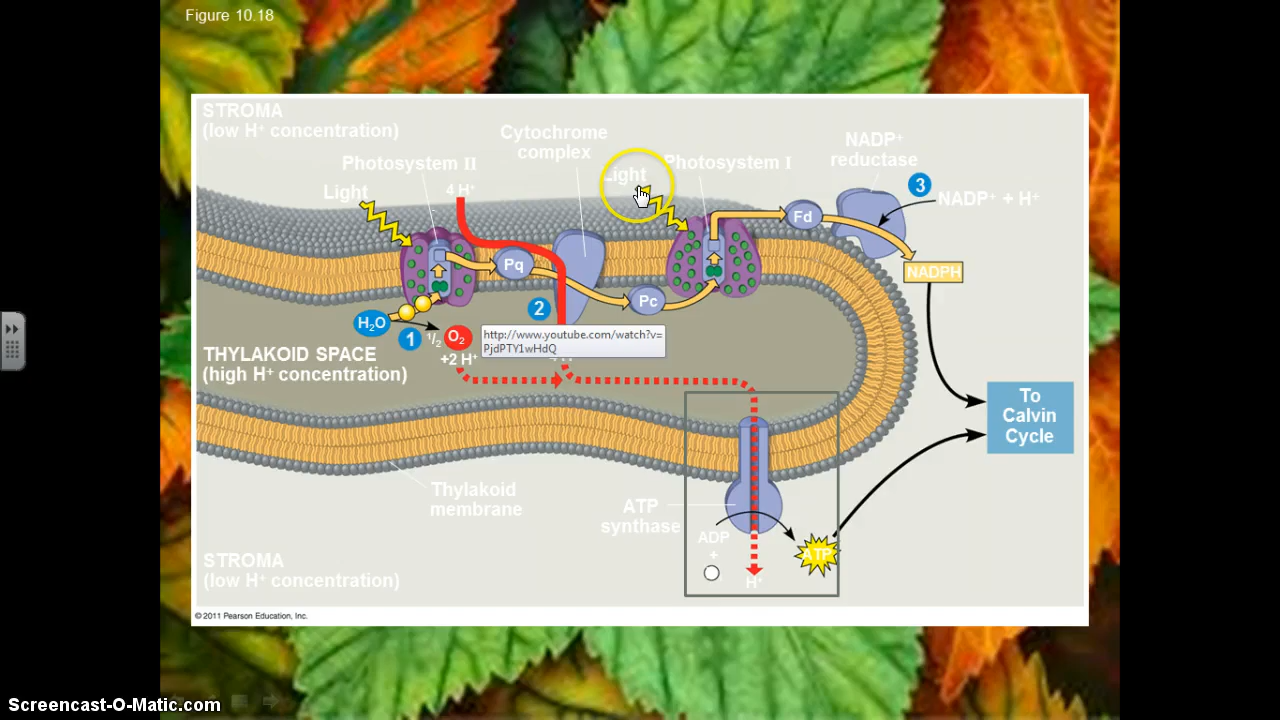 Figure 10.18
STROMA
(low H⁺ concentration)
Cytochrome
complex
Photosystem II
Light
4 H⁺
Light
Photosystem I
NADP⁺
reductase
3
NADP⁺ + H⁺
Fd
Pq
Pc
NADPH
H₂O
1
1/2
O₂
+2 H⁺
2
http://www.youtube.com/watch?v=
PjdPTY1wHdQ
THYLAKOID SPACE
(high H⁺ concentration)
To
Calvin
Cycle
Thylakoid
membrane
ATP
synthase
ADP
+
ATP
H⁺
STROMA
(low H⁺ concentration)
© 2011 Pearson Education, Inc.
Screencast-O-Matic.com